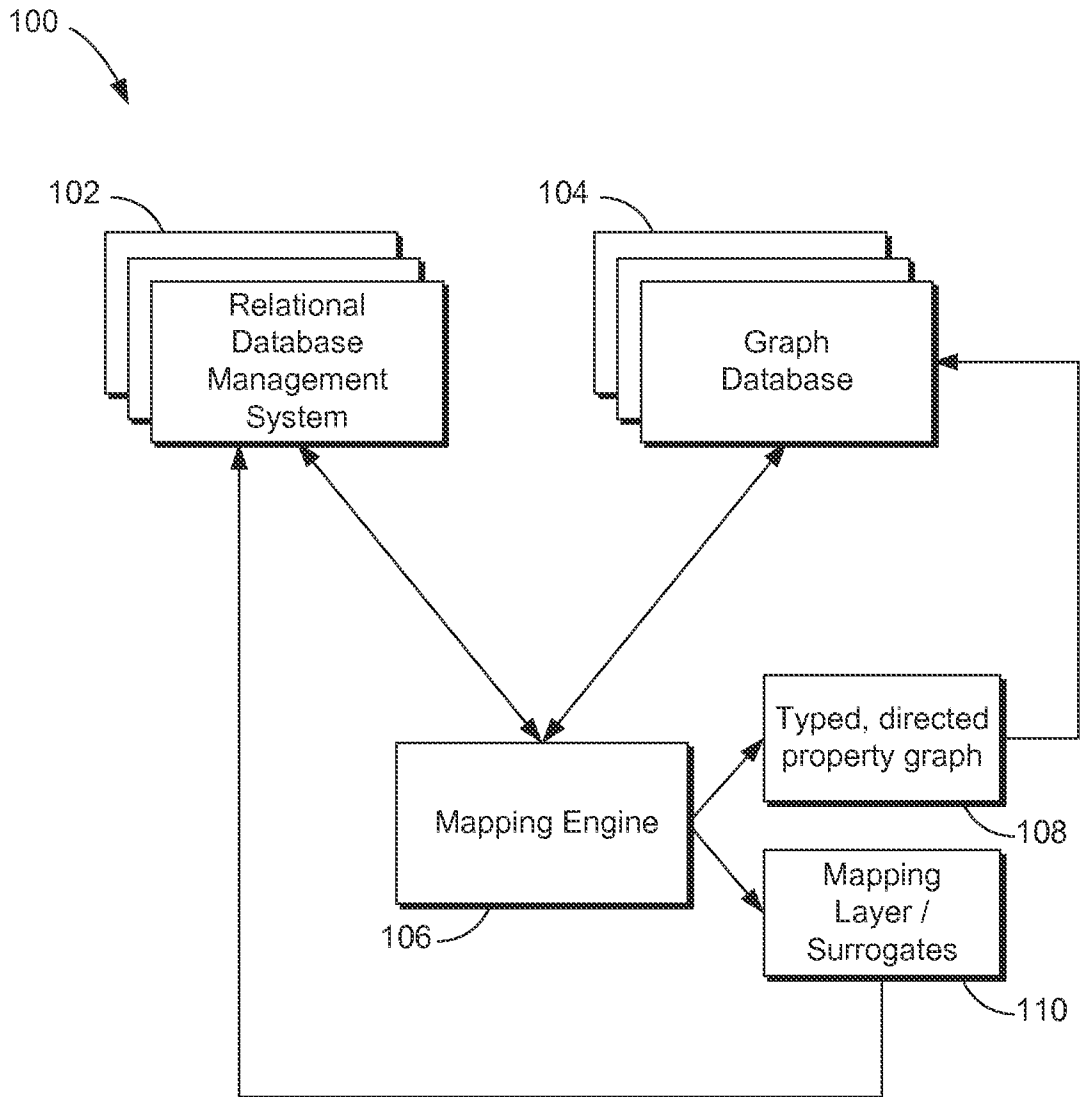 100
102
104
Relational
Database
Management
System
Graph
Database
Typed, directed
property graph
108
Mapping Engine
106
Mapping
Layer /
Surrogates
110